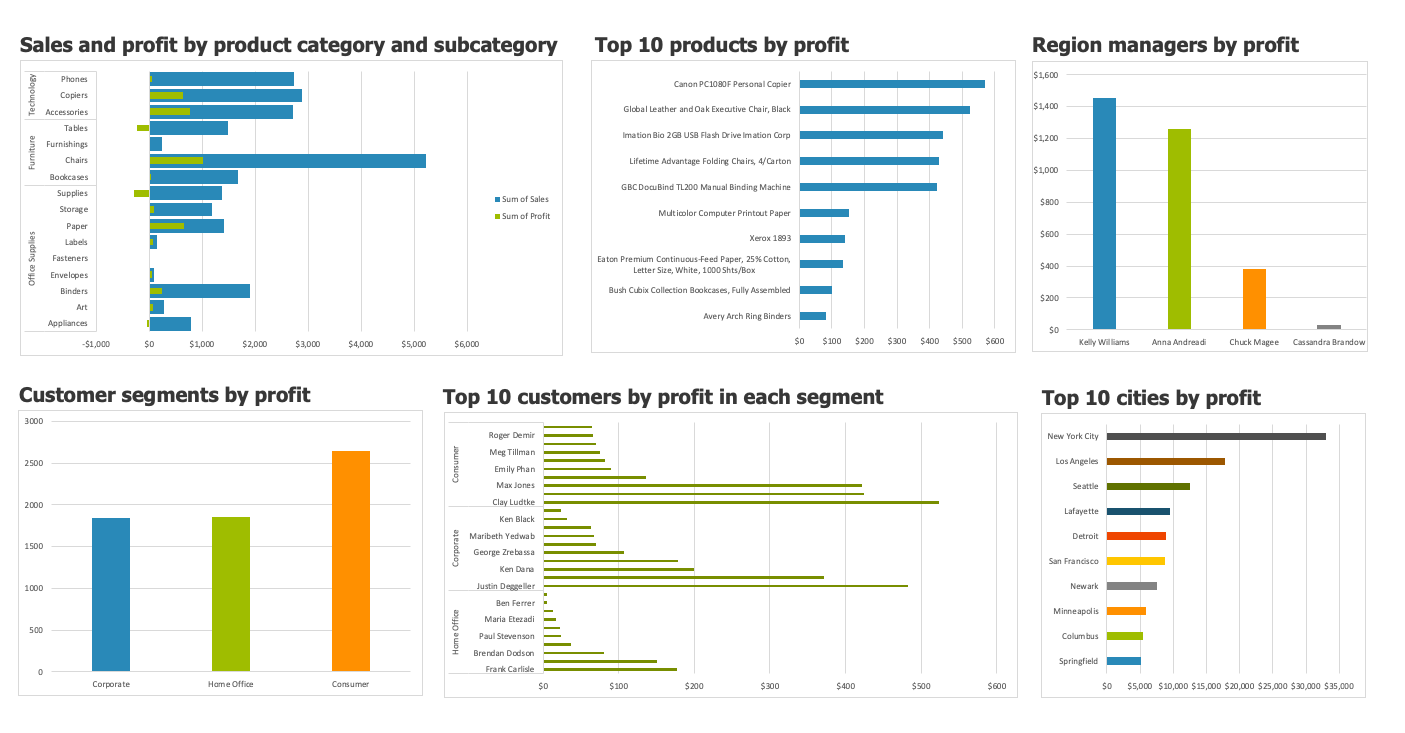 Sales and profit by product category and subcategory
Technology
Phones
Copiers
Accessories
Furniture
Tables
Furnishings
Chairs
Bookcases
Office Supplies
Supplies
Storage
Paper
Labels
Fasteners
Envelopes
Binders
Art
Appliances
-$1,000 $0 $1,000 $2,000 $3,000 $4,000 $5,000 $6,000
Sum of Sales
Sum of Profit
Top 10 products by profit
Canon PC1080F Personal Copier
Global Leather and Oak Executive Chair, Black
Imation Bio 2GB USB Flash Drive Imation Corp
Lifetime Advantage Folding Chairs, 4/Carton
GBC DocuBind TL200 Manual Binding Machine
Multicolor Computer Printout Paper
Xerox 1893
Eaton Premium Continuous-Feed Paper, 25% Cotton,
Letter Size, White, 1000 Shts/Box
Bush Cubix Collection Bookcases, Fully Assembled
Avery Arch Ring Binders
$0 $100 $200 $300 $400 $500 $600
Region managers by profit
$1,600
$1,400
$1,200
$1,000
$800
$600
$400
$200
$0
Kelly Williams Anna Andreadi Chuck Magee Cassandra Brandow
Customer segments by profit
3000
2500
2000
1500
1000
500
0
Corporate Home Office Consumer
Top 10 customers by profit in each segment
Consumer
Roger Demir
Meg Tillman
Emily Phan
Max Jones
Clay Ludtke
Corporate
Ken Black
Maribeth Yedwab
George Zrebassa
Ken Dana
Justin Deggeller
Home Office
Ben Ferrer
Maria Etezadi
Paul Stevenson
Brendan Dodson
Frank Carlisle
$0 $100 $200 $300 $400 $500 $600
Top 10 cities by profit
New York City
Los Angeles
Seattle
Lafayette
Detroit
San Francisco
Newark
Minneapolis
Columbus
Springfield
$0 $5,000 $10,000 $15,000 $20,000 $25,000 $30,000 $35,000